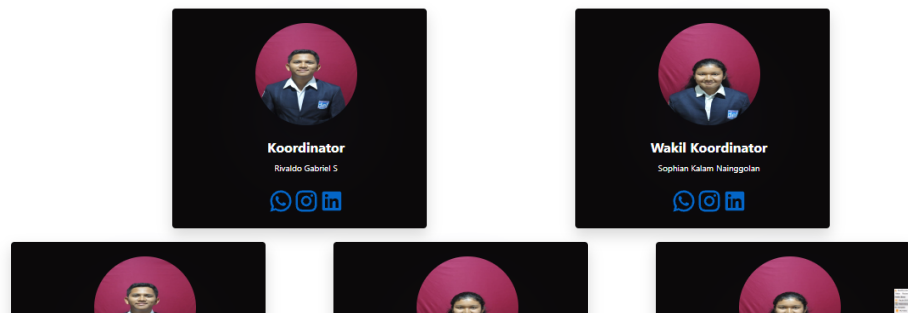 Koordinator
Rivaldo Gabriel S
Wakil Koordinator
Sophian Kalam Nainggolan